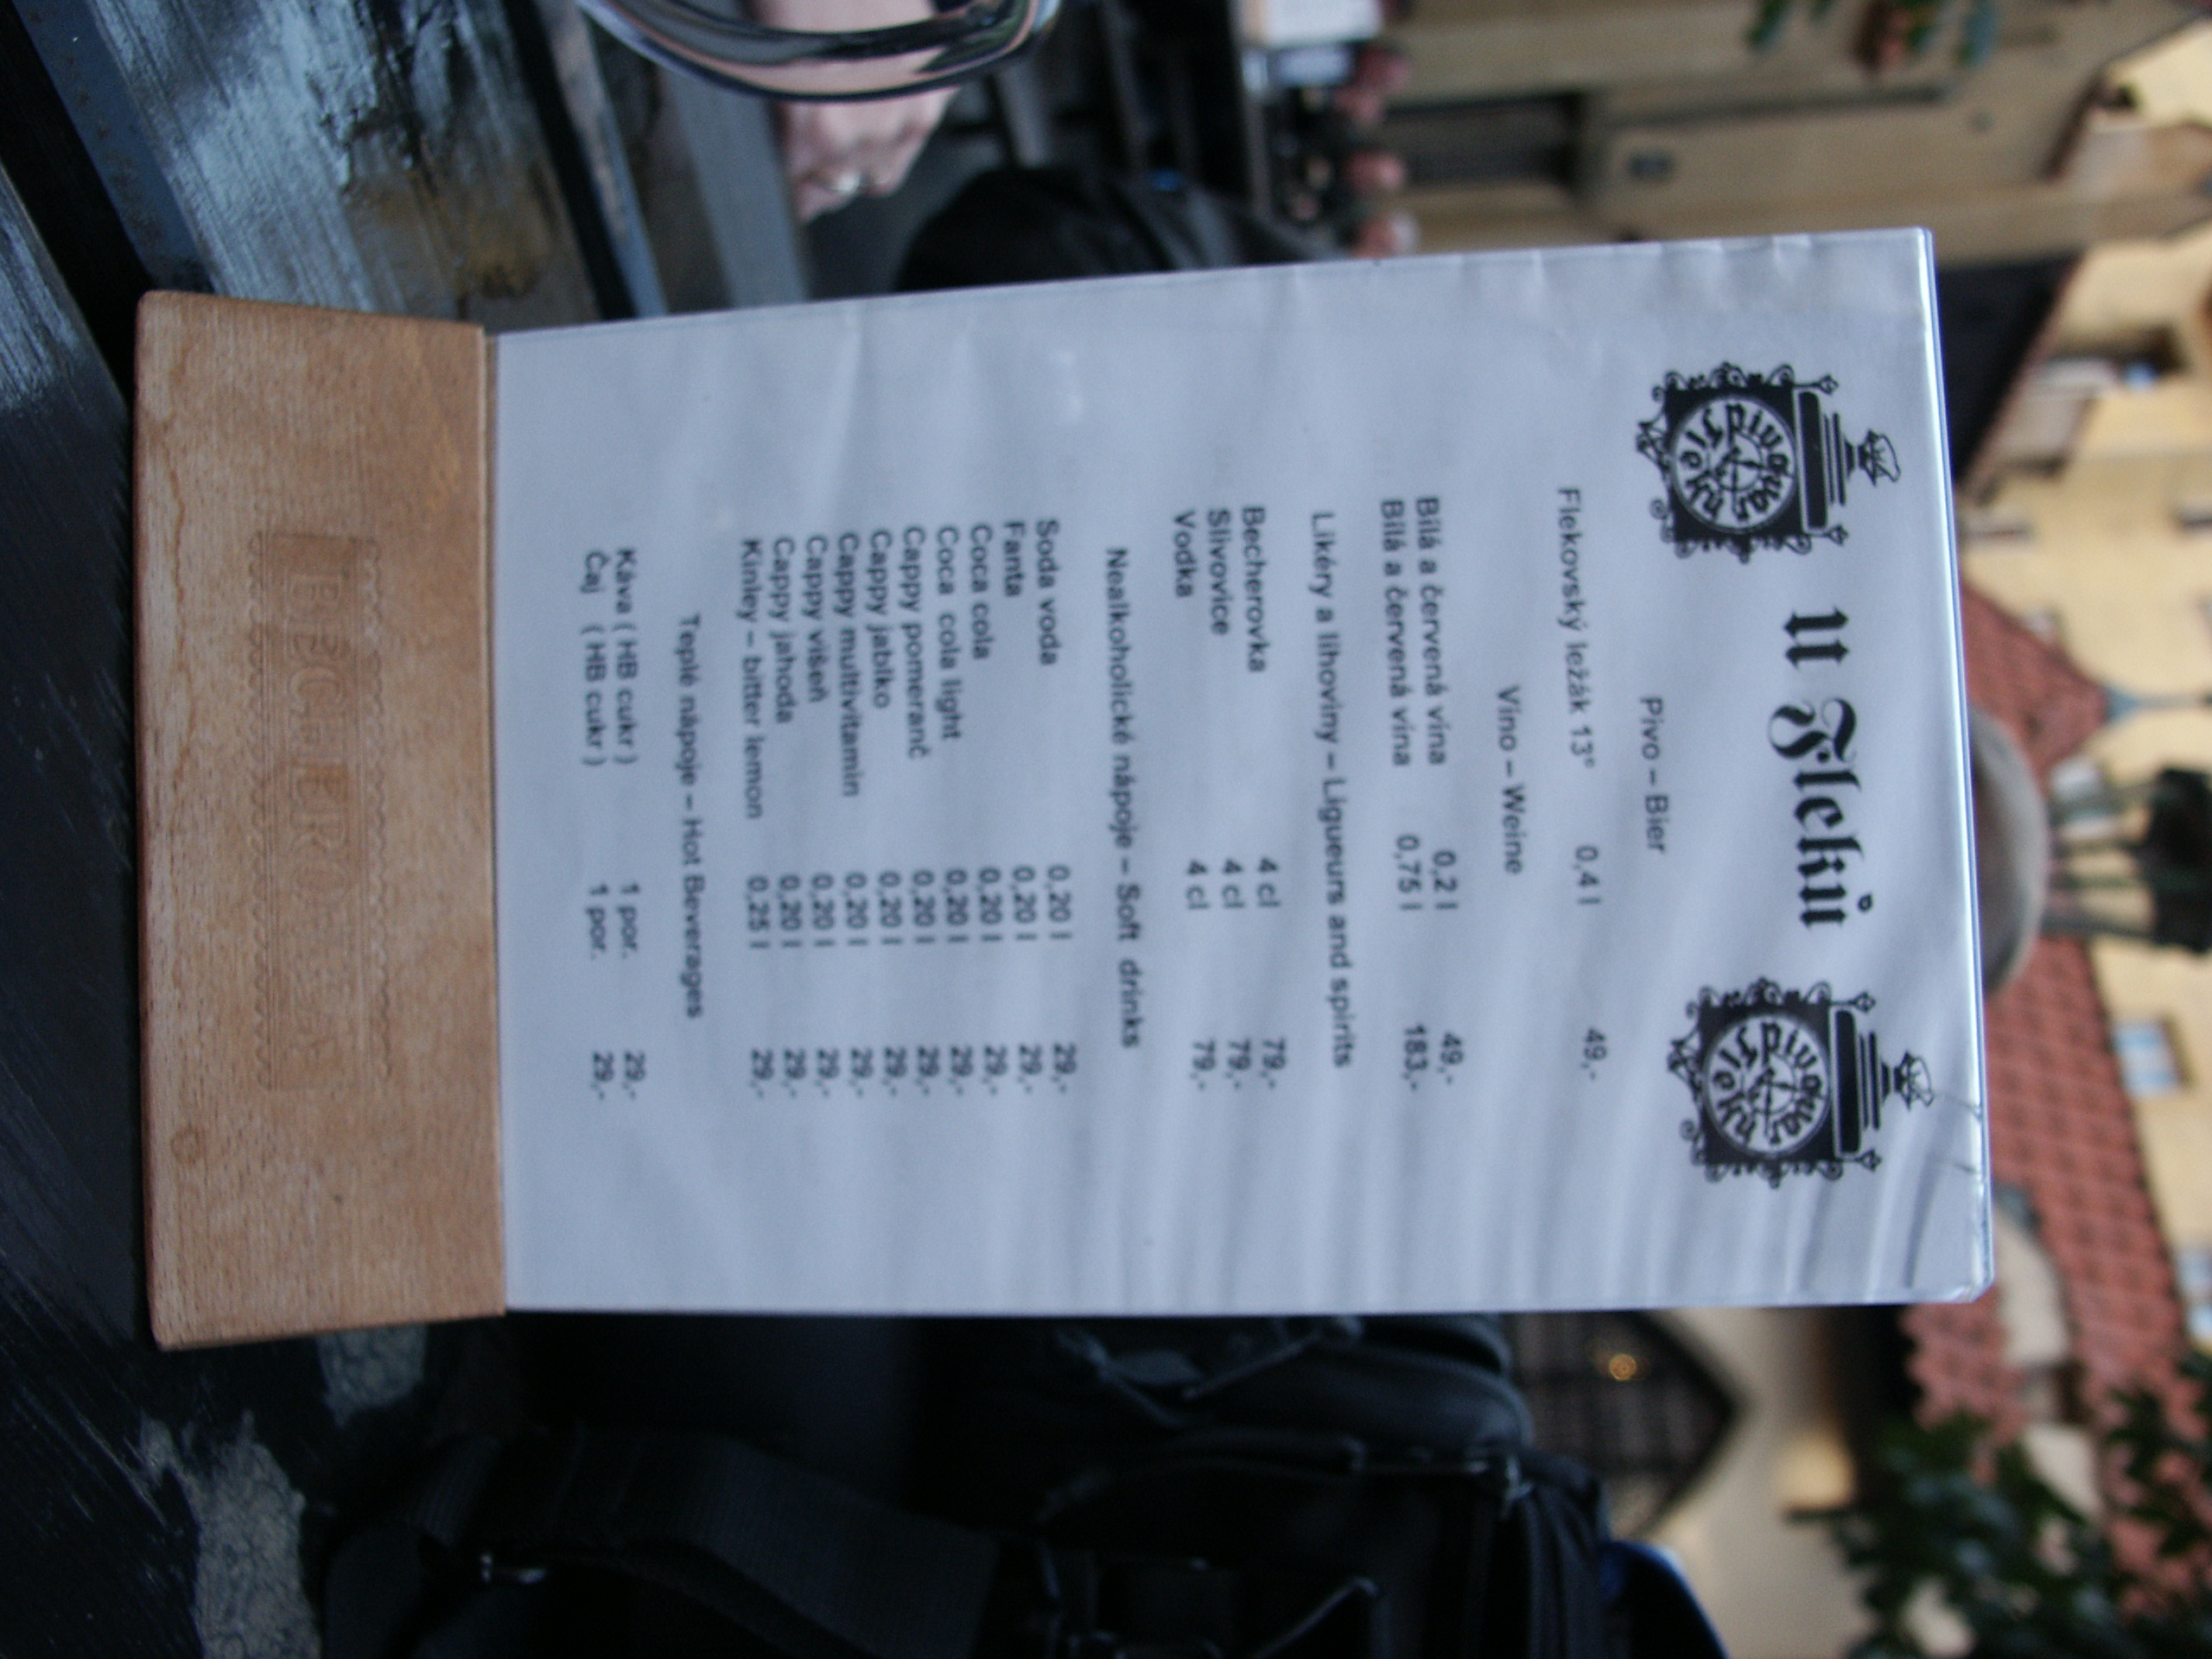 Pivovar Fleků
U Fleků
Pivovar Fleků
Pivo – Bier
Flekovský ležák 13° 0,4 l 49,-
Víno – Weine
Bílá a červená vína 0,2 l 49,-
Bílá a červená vína 0,75 l 183,-
Likéry a lihoviny – Ligueurs and spirits
Becherovka 4 cl 79,-
Slivovice 4 cl 79,-
Vodka 4 cl 79,-
Nealkoholické nápoje – Soft drinks
Soda voda 0,20 l 29,-
Fanta 0,20 l 29,-
Coca cola 0,20 l 29,-
Coca cola light 0,20 l 29,-
Cappy pomeranč 0,20 l 29,-
Cappy jablko 0,20 l 29,-
Cappy multivitamin 0,20 l 29,-
Cappy višeň 0,20 l 29,-
Cappy jahoda 0,20 l 29,-
Kinley – bitter lemon 0,25 l 29,-
Teplé nápoje – Hot Beverages
Káva ( HB cukr ) 1 por. 29,-
Čaj ( HB cukr ) 1 por. 29,-
BECHEROVKA